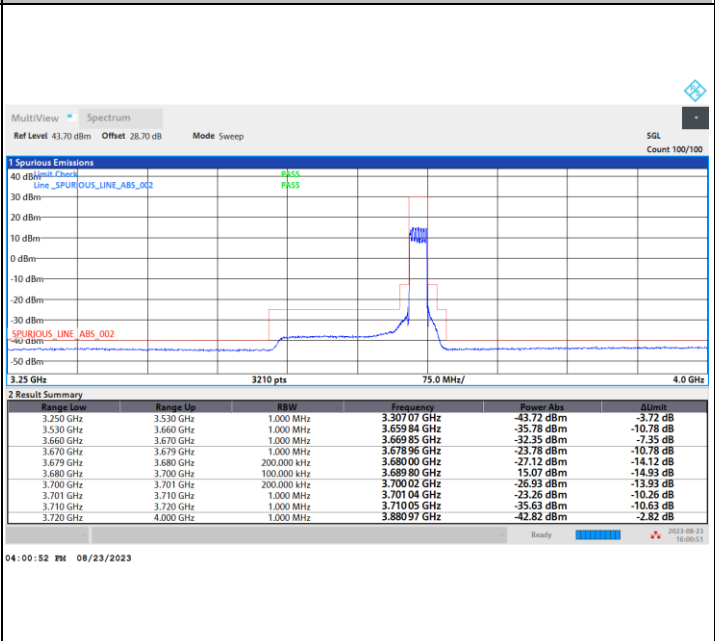 MultiView Spectrum
Ref Level 43.70 dBm Offset 28.70 dB Mode Sweep SGL
Count 100/100
1 Spurious Emissions
40 dBm Limit Check PASS
Line _SPURIOUS_LINE_ABS_002 PASS
30 dBm
20 dBm
10 dBm
0 dBm
-10 dBm
-20 dBm
-30 dBm
SPURIOUS_LINE_ABS_002
-40 dBm
-50 dBm
3.25 GHz 3210 pts 75.0 MHz/ 4.0 GHz
2 Result Summary
Range Low Range Up RBW Frequency Power Abs ΔLimit
3.250 GHz 3.530 GHz 1.000 MHz 3.307 07 GHz -43.72 dBm -3.72 dB
3.530 GHz 3.660 GHz 1.000 MHz 3.659 84 GHz -35.78 dBm -10.78 dB
3.660 GHz 3.670 GHz 1.000 MHz 3.669 85 GHz -32.35 dBm -7.35 dB
3.670 GHz 3.679 GHz 1.000 MHz 3.678 96 GHz -23.78 dBm -10.78 dB
3.679 GHz 3.680 GHz 200.000 kHz 3.680 00 GHz -27.12 dBm -14.12 dB
3.680 GHz 3.700 GHz 100.000 kHz 3.689 80 GHz 15.07 dBm -14.93 dB
3.700 GHz 3.701 GHz 200.000 kHz 3.700 02 GHz -26.93 dBm -13.93 dB
3.701 GHz 3.710 GHz 1.000 MHz 3.701 04 GHz -23.26 dBm -10.26 dB
3.710 GHz 3.720 GHz 1.000 MHz 3.710 05 GHz -35.63 dBm -10.63 dB
3.720 GHz 4.000 GHz 1.000 MHz 3.880 97 GHz -42.82 dBm -2.82 dB
Ready 2023-08-23
16:00:51
04:00:52 PM 08/23/2023